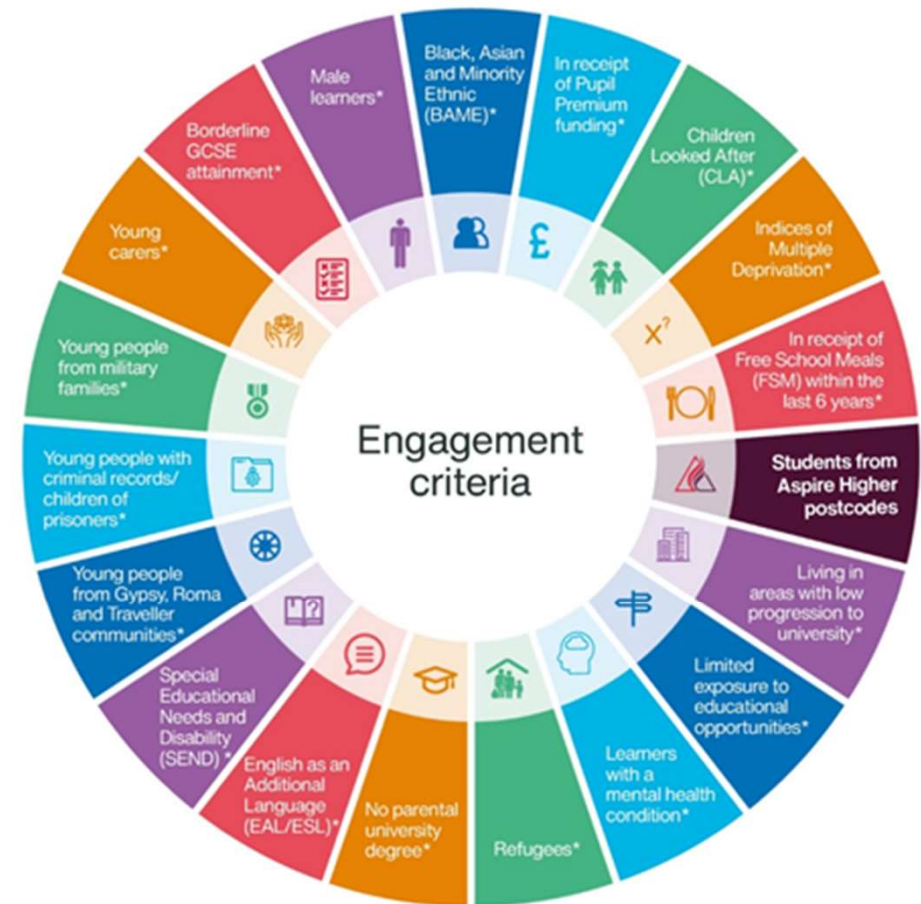 Engagement
criteria
Black, Asian
and Minority
Ethnic
(BAME)*
In receipt
of Pupil
Premium
funding*
Children
Looked After
(CLA)*
Indices of
Multiple
Deprivation*
In receipt of
Free School Meals
(FSM) within the
last 6 years*
Students from
Aspire Higher
postcodes
Living in
areas with low
progression to
university*
Limited
exposure to
educational
opportunities*
Learners
with a
mental health
condition*
Refugees*
No parental
university
degree*
English as an
Additional
Language
(EAL/ESL)*
Special
Educational
Needs and
Disability
(SEND) *
Young people
from Gypsy, Roma
and Traveller
communities*
Young people with
criminal records/
children of
prisoners*
Young people
from military
families*
Young
carers*
Borderline
GCSE
attainment*
Male
learners*
£
x?
?